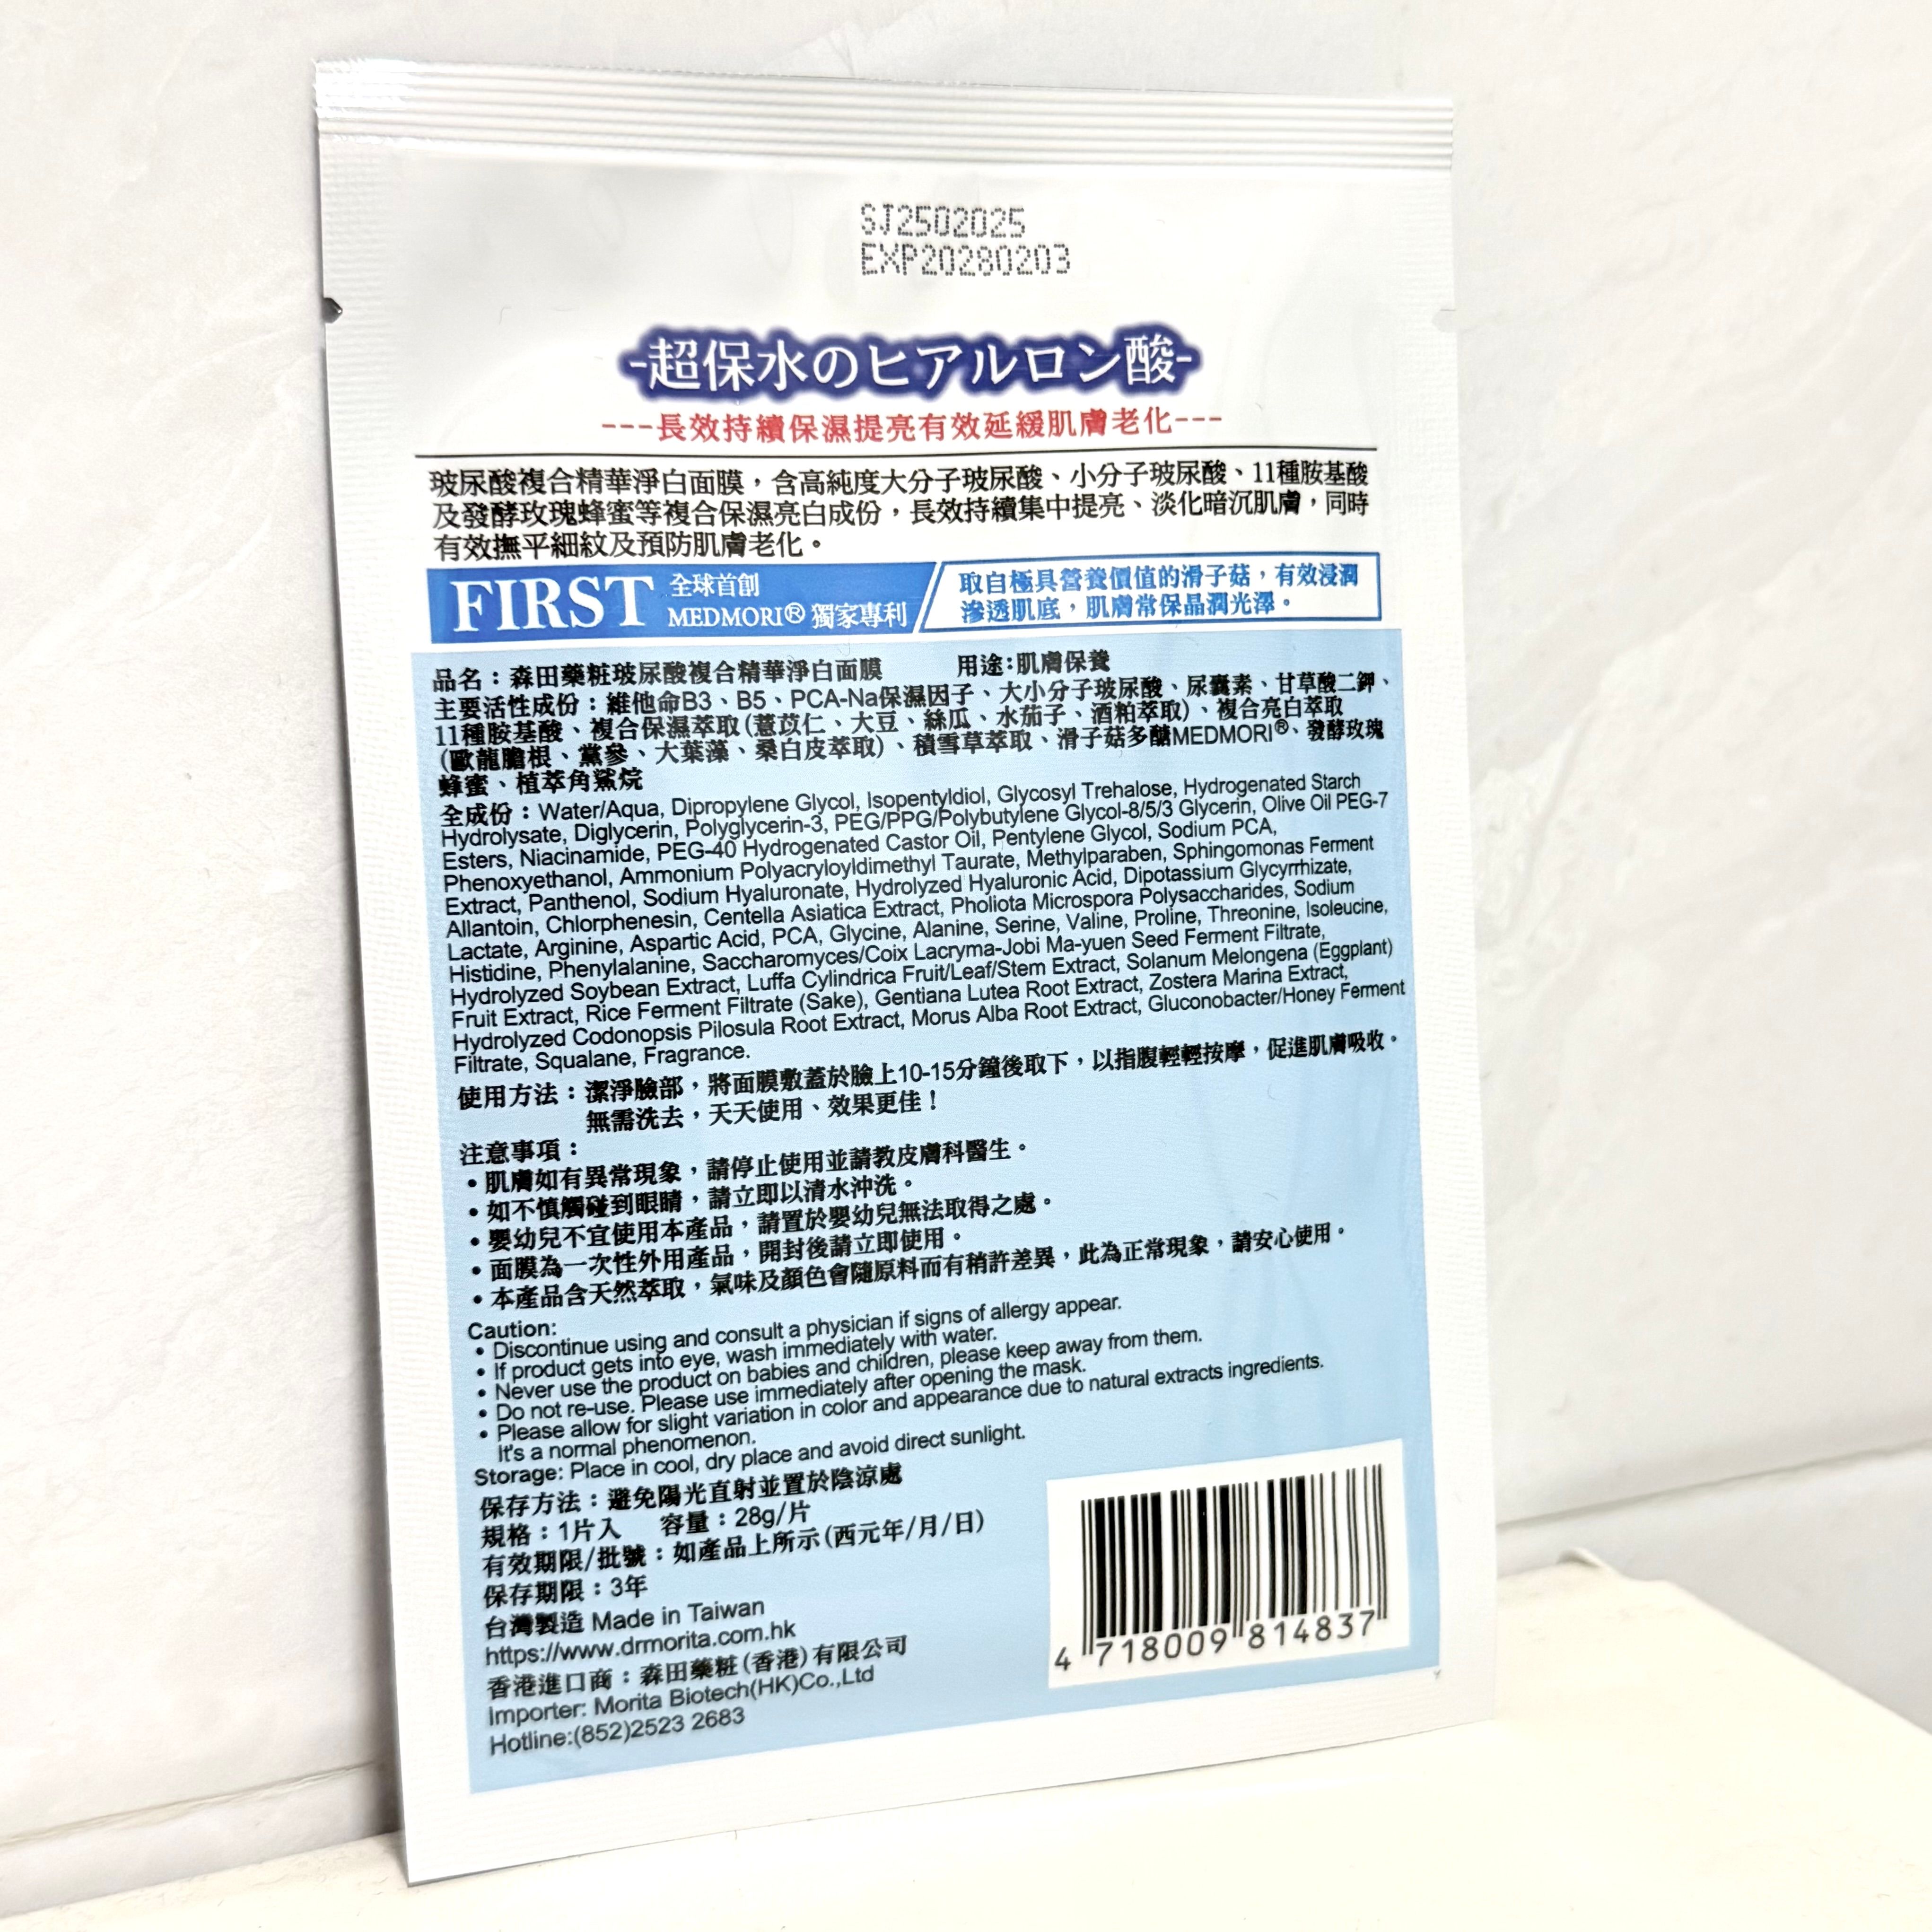 SJ2502025
EXP20280203
-超保水のヒアルロン酸-
---長效持續保濕提亮有效延緩肌膚老化---
玻尿酸複合精華淨白面膜，含高純度大分子玻尿酸、小分子玻尿酸、11種胺基酸
及發酵玫瑰蜂蜜等複合保濕亮白成份，長效持續集中提亮、淡化暗沉肌膚，同時
有效撫平細紋及預防肌膚老化。
FIRST 全球首創
MEDMORI® 獨家專利
取自極具營養價值的滑子菇，有效浸潤
滲透肌底，肌膚常保晶潤光澤。
品名：森田藥粧玻尿酸複合精華淨白面膜 用途：肌膚保養
主要活性成份：維他命B3、B5、PCA-Na保濕因子、大小分子玻尿酸、尿囊素、甘草酸二鉀、
11種胺基酸、複合保濕萃取(薏苡仁、大豆、絲瓜、水茄子、酒粕萃取)、複合亮白萃取
(歐龍膽根、黨參、大葉藻、桑白皮萃取)、積雪草萃取、滑子菇多醣MEDMORI®、發酵玫瑰
蜂蜜、植萃角鯊烷
全成份：Water/Aqua, Dipropylene Glycol, Isopentyldiol, Glycosyl Trehalose, Hydrogenated Starch
Hydrolysate, Diglycerin, Polyglycerin-3, PEG/PPG/Polybutylene Glycol-8/5/3 Glycerin, Olive Oil PEG-7
Esters, Niacinamide, PEG-40 Hydrogenated Castor Oil, Pentylene Glycol, Sodium PCA,
Phenoxyethanol, Ammonium Polyacryloyldimethyl Taurate, Methylparaben, Sphingomonas Ferment
Extract, Panthenol, Sodium Hyaluronate, Hydrolyzed Hyaluronic Acid, Dipotassium Glycyrrhizate,
Allantoin, Chlorphenesin, Centella Asiatica Extract, Pholiota Microspora Polysaccharides, Sodium
Lactate, Arginine, Aspartic Acid, PCA, Glycine, Alanine, Serine, Valine, Proline, Threonine, Isoleucine,
Histidine, Phenylalanine, Saccharomyces/Coix Lacryma-Jobi Ma-yuen Seed Ferment Filtrate,
Hydrolyzed Soybean Extract, Luffa Cylindrica Fruit/Leaf/Stem Extract, Solanum Melongena (Eggplant)
Fruit Extract, Rice Ferment Filtrate (Sake), Gentiana Lutea Root Extract, Zostera Marina Extract,
Hydrolyzed Codonopsis Pilosula Root Extract, Morus Alba Root Extract, Gluconobacter/Honey Ferment
Filtrate, Squalane, Fragrance.
使用方法：潔淨臉部，將面膜敷蓋於臉上10-15分鐘後取下，以指腹輕輕按摩，促進肌膚吸收。
無需洗去，天天使用、效果更佳！
注意事項：
• 肌膚如有異常現象，請停止使用並請教皮膚科醫生。
• 如不慎觸碰到眼睛，請立即以清水沖洗。
• 嬰幼兒不宜使用本產品，請置於嬰幼兒無法取得之處。
• 面膜為一次性外用產品，開封後請立即使用。
• 本產品含天然萃取，氣味及顏色會隨原料而有稍許差異，此為正常現象，請安心使用。
Caution:
• Discontinue using and consult a physician if signs of allergy appear.
• If product gets into eye, wash immediately with water.
• Never use the product on babies and children, please keep away from them.
• Do not re-use. Please use immediately after opening the mask.
• Please allow for slight variation in color and appearance due to natural extracts ingredients.
It's a normal phenomenon.
Storage: Place in cool, dry place and avoid direct sunlight.
保存方法：避免陽光直射並置於陰涼處
規格：1片入 容量：28g/片
有效期限/批號：如產品上所示(西元年/月/日)
保存期限：3年
台灣製造 Made in Taiwan
https://www.drmorita.com.hk
香港進口商：森田藥粧(香港)有限公司
Importer: Morita Biotech(HK)Co.,Ltd
Hotline:(852)2523 2683
4 718009 814837